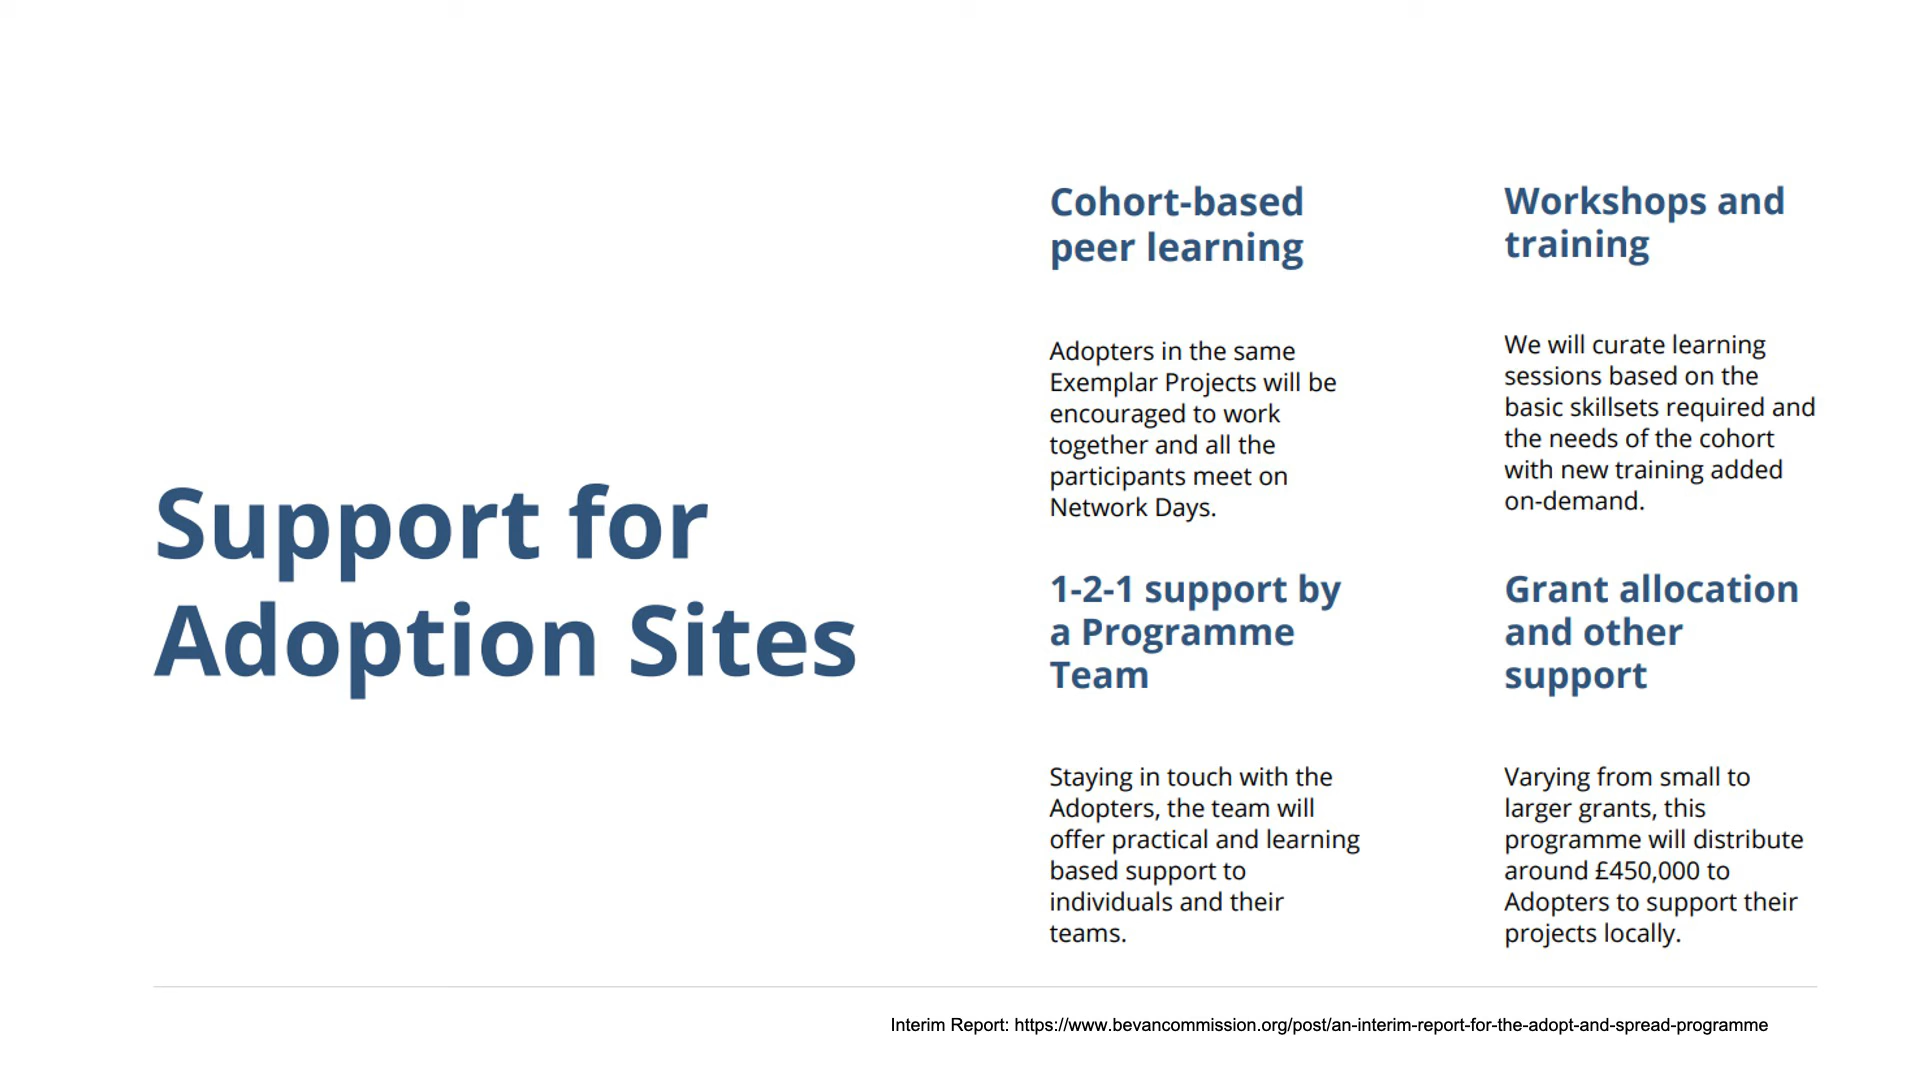 Support for
Adoption Sites
Cohort-based
peer learning
Adopters in the same
Exemplar Projects will be
encouraged to work
together and all the
participants meet on
Network Days.
Workshops and
training
We will curate learning
sessions based on the
basic skillsets required and
the needs of the cohort
with new training added
on-demand.
1-2-1 support by
a Programme
Team
Staying in touch with the
Adopters, the team will
offer practical and learning
based support to
individuals and their
teams.
Grant allocation
and other
support
Varying from small to
larger grants, this
programme will distribute
around £450,000 to
Adopters to support their
projects locally.
Interim Report: https://www.bevancommission.org/post/an-interim-report-for-the-adopt-and-spread-programme